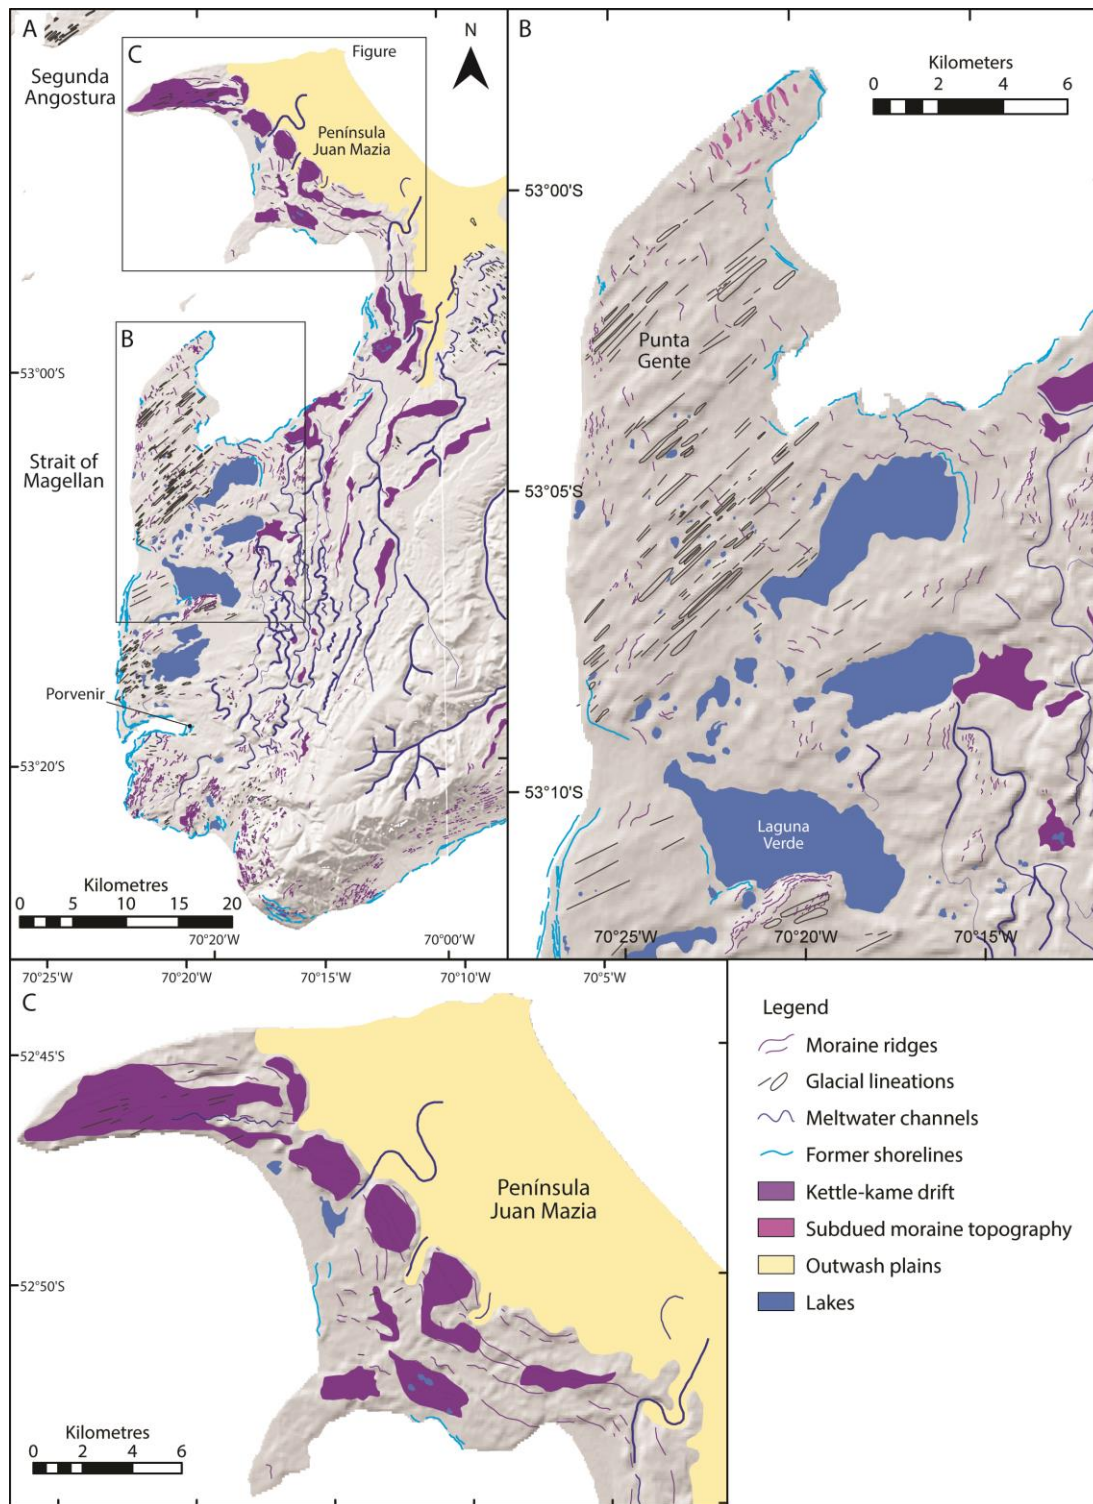 A
Segunda
Angostura
C
Figure
N
Península
Juan Mazia
B
53°00'S
Strait of
Magellan
Porvenir
53°20'S
Kilometres
0 5 10 15 20
70°20'W 70°00'W
B
Kilometers
0 2 4 6
53°00'S
Punta
Gente
53°05'S
53°10'S
Laguna
Verde
70°25'W 70°20'W 70°15'W
70°25'W 70°20'W 70°15'W 70°10'W 70°5'W
C
52°45'S
Península
Juan Mazia
52°50'S
Kilometres
0 2 4 6
Legend
Moraine ridges
Glacial lineations
Meltwater channels
Former shorelines
Kettle-kame drift
Subdued moraine topography
Outwash plains
Lakes